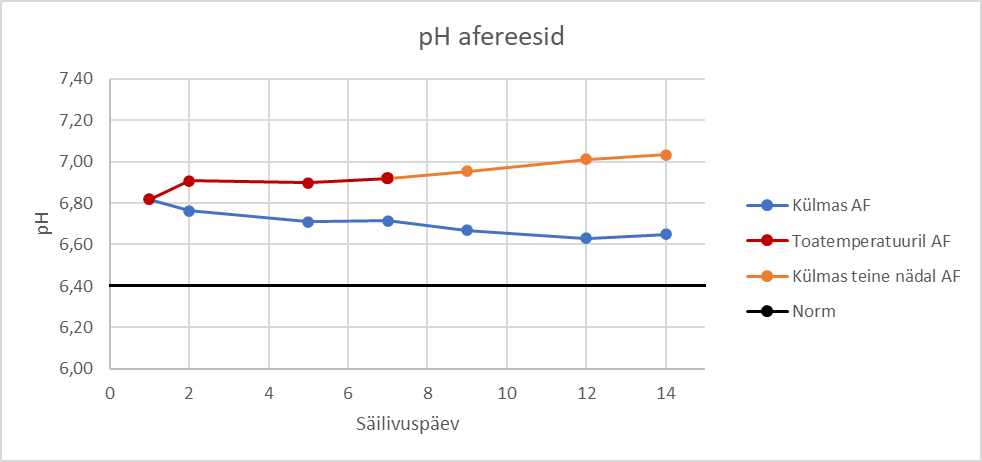 pH afereesid
7,40
7,20
7,00
6,80
6,60
6,40
6,20
6,00
pH
0 2 4 6 8 10 12 14
Säilivuspäev
Külmas AF
Toatemperatuuril AF
Külmas teine nädal AF
Norm